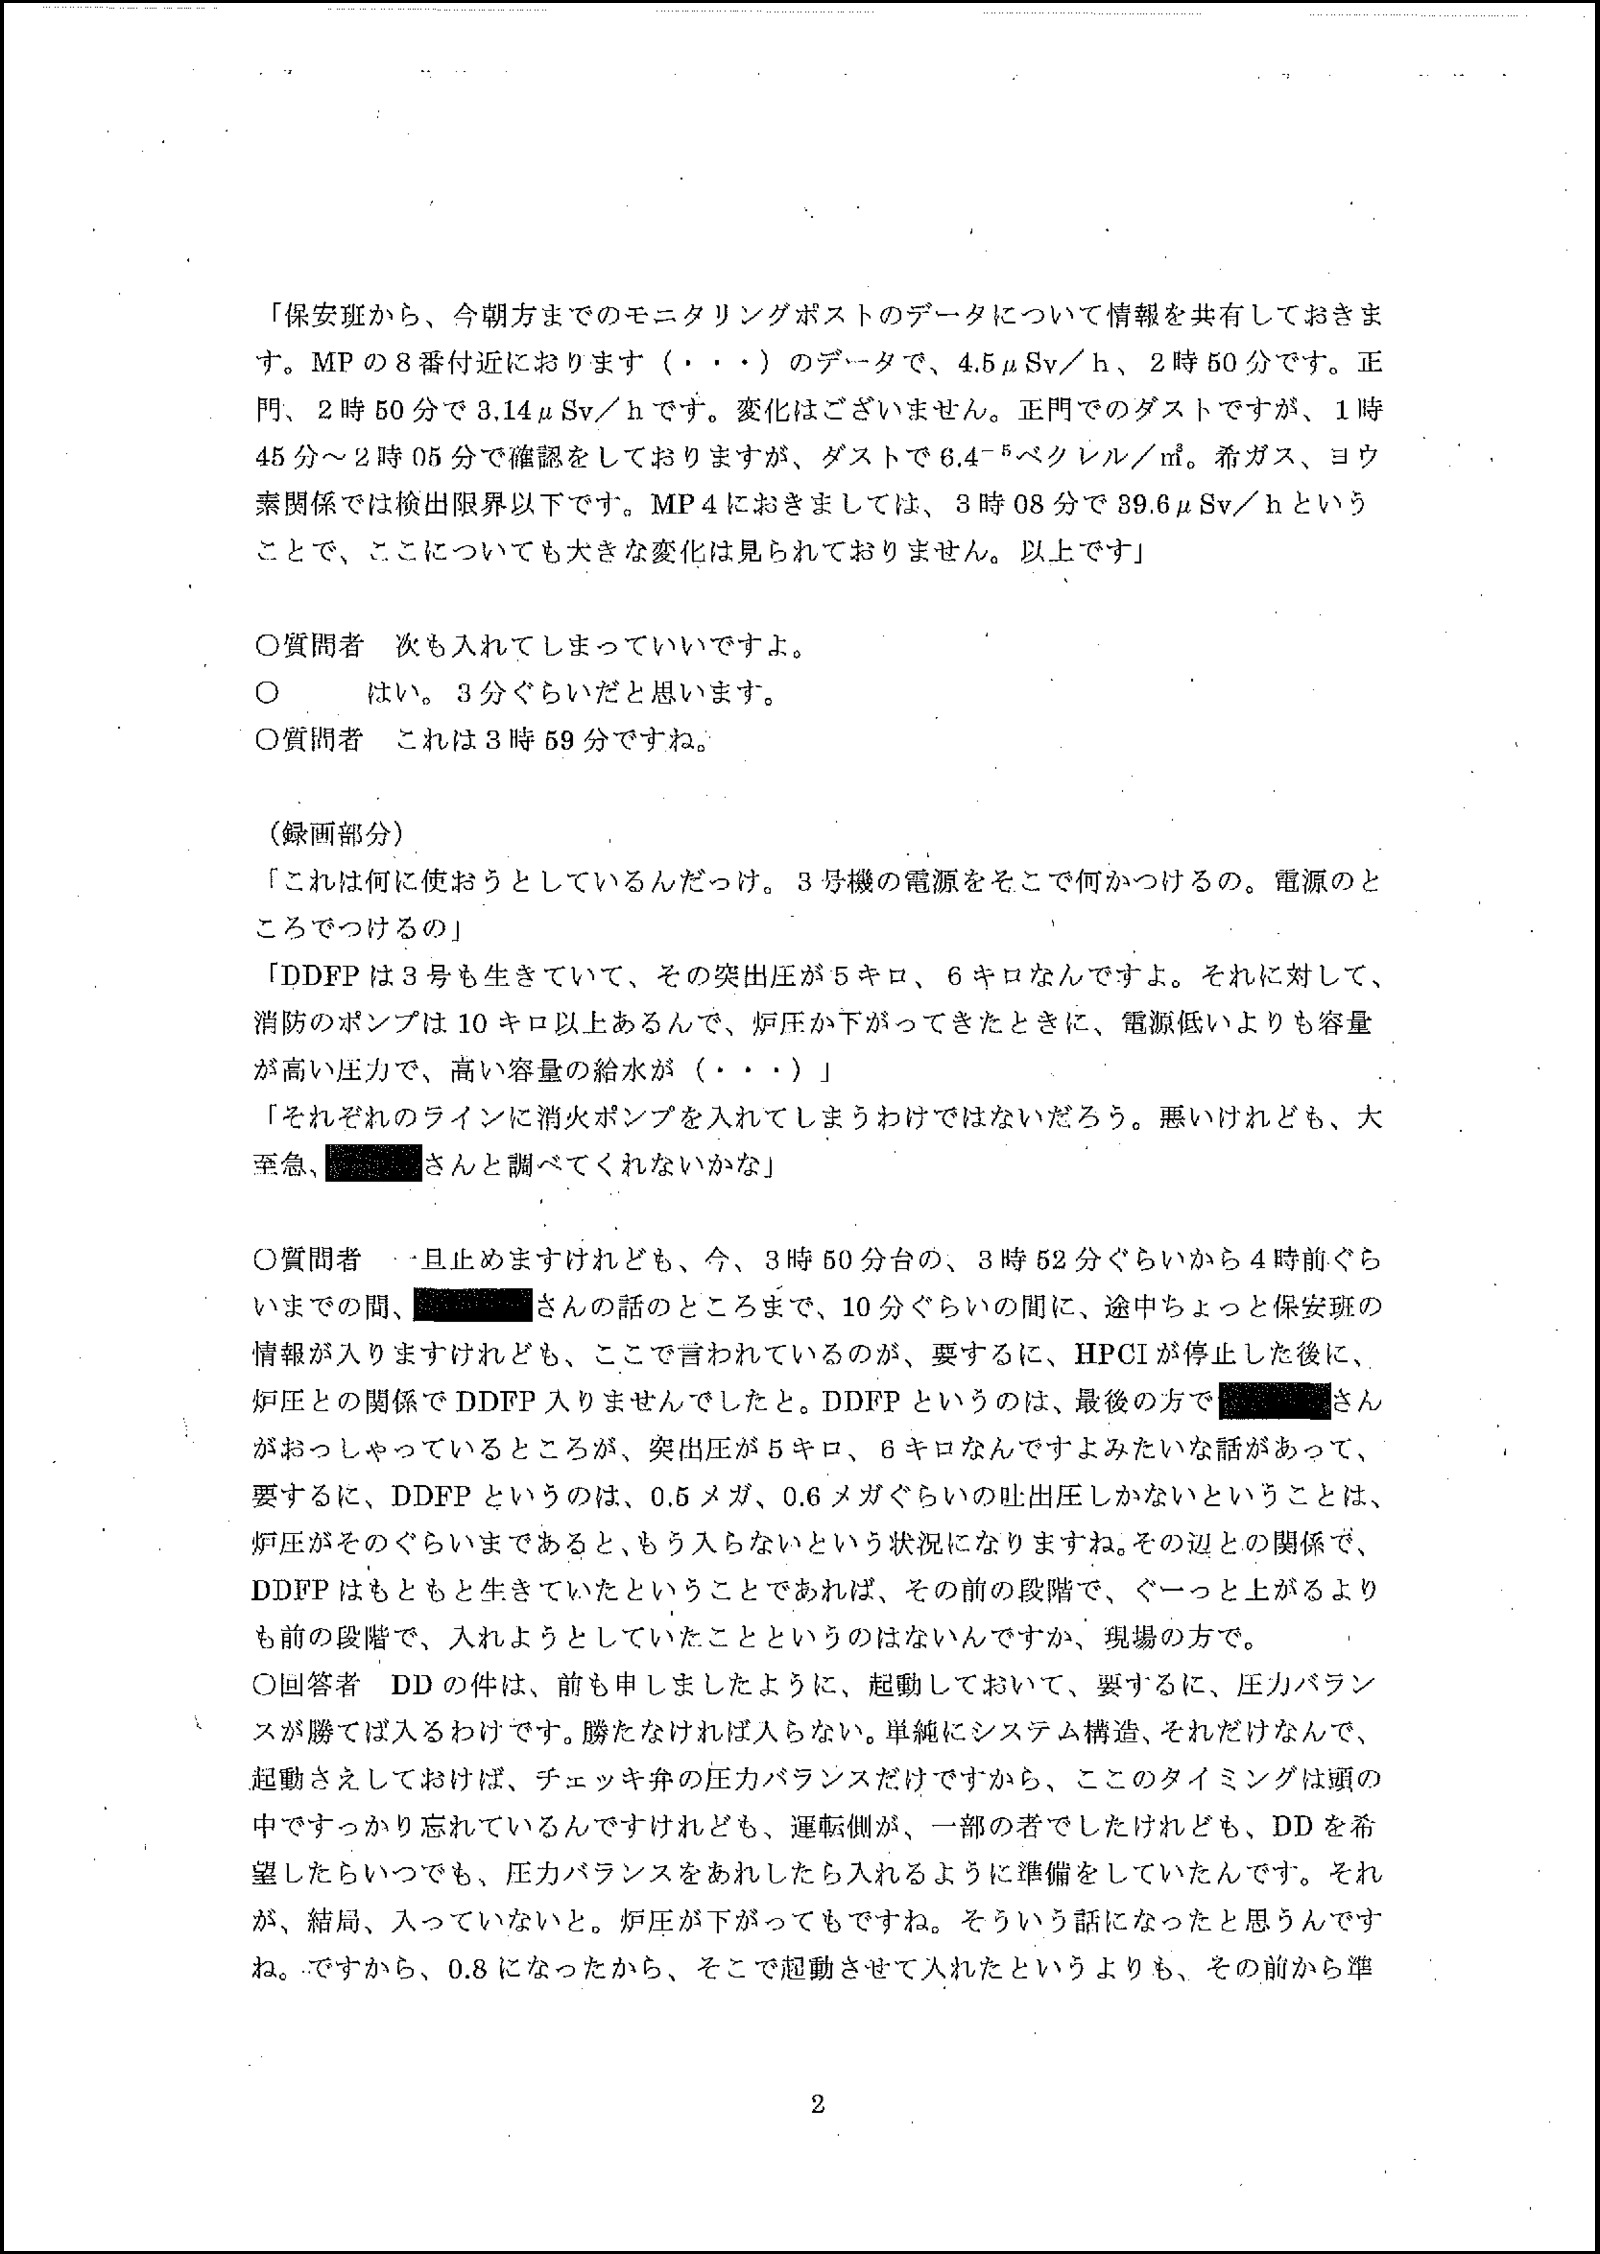 「保安班から、今朝方までのモニタリングポストのデータについて情報を共有しておきま
す。MPの8番付近におります（・・・）のデータで、4.5μSv／h、2時50分です。正
門、2時50分で3.14μSv／hです。変化はございません。正門でのダストですが、1時
45分～2時05分で確認をしておりますが、ダストで6.4⁻⁵ベクレル／㎥。希ガス、ヨウ
素関係では検出限界以下です。MP4におきましては、3時08分で39.6μSv／hという
ことで、ここについても大きな変化は見られておりません。以上です」
○質問者　次も入れてしまっていいですよ。
○　　　はい。3分ぐらいだと思います。
○質問者　これは3時59分ですね。
（録画部分）
「これは何に使おうとしているんだっけ。3号機の電源をそこで何かつけるの。電源のと
ころでつけるの」
「DDFPは3号も生きていて、その突出圧が5キロ、6キロなんですよ。それに対して、
消防のポンプは10キロ以上あるんで、炉圧が下がってきたときに、電源低いよりも容量
が高い圧力で、高い容量の給水が（・・・）」
「それぞれのラインに消火ポンプを入れてしまうわけではないだろう。悪いけれども、大
至急、さんと調べてくれないかな」
○質問者　一旦止めますけれども、今、3時50分台の、3時52分ぐらいから4時前ぐら
いまでの間、さんの話のところまで、10分ぐらいの間に、途中ちょっと保安班の
情報が入りますけれども、ここで言われているのが、要するに、HPCIが停止した後に、
炉圧との関係でDDFP入りませんでしたと。DDFPというのは、最後の方でさん
がおっしゃっているところが、突出圧が5キロ、6キロなんですよみたいな話があって、
要するに、DDFPというのは、0.5メガ、0.6メガぐらいの吐出圧しかないということは、
炉圧がそのぐらいまであると、もう入らないという状況になりますね。その辺との関係で、
DDFPはもともと生きていたということであれば、その前の段階で、ぐーっと上がるより
も前の段階で、入れようとしていたことというのはないんですか、現場の方で。
○回答者　DDの件は、前も申しましたように、起動しておいて、要するに、圧力バラン
スが勝てば入るわけです。勝たなければ入らない。単純にシステム構造、それだけなんで、
起動さえしておけば、チェッキ弁の圧力バランスだけですから、ここのタイミングは頭の
中ですっかり忘れているんですけれども、運転側が、一部の者でしたけれども、DDを希
望したらいつでも、圧力バランスをあれしたら入れるように準備をしていたんです。それ
が、結局、入っていないと。炉圧が下がってもですね。そういう話になったと思うんです
ね。ですから、0.8になったから、そこで起動させて入れたというよりも、その前から準
2